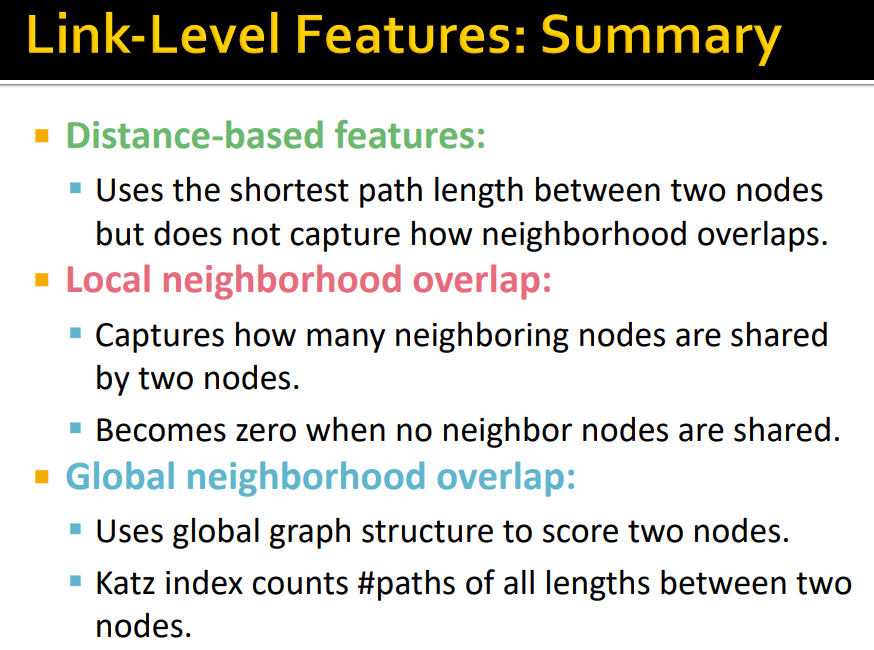 Link-Level Features: Summary
Distance-based features:
Uses the shortest path length between two nodes
but does not capture how neighborhood overlaps.
Local neighborhood overlap:
Captures how many neighboring nodes are shared
by two nodes.
Becomes zero when no neighbor nodes are shared.
Global neighborhood overlap:
Uses global graph structure to score two nodes.
Katz index counts #paths of all lengths between two
nodes.